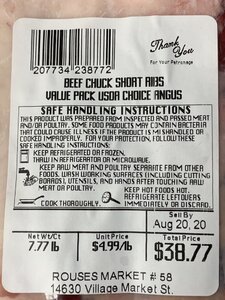 Thank You
For Your Patronage
207734 238772
BEEF CHUCK SHORT RIBS
VALUE PACK USDA CHOICE ANGUS
SAFE HANDLING INSTRUCTIONS
THIS PRODUCT WAS PREPARED FROM INSPECTED AND PASSED MEAT
AND/OR POULTRY. SOME FOOD PRODUCTS MAY CONTAIN BACTERIA
THAT COULD CAUSE ILLNESS IF THE PRODUCT IS MISHANDLED OR
COOKED IMPROPERLY. FOR YOUR PROTECTION, FOLLOW THESE
SAFE HANDLING INSTRUCTIONS:
KEEP REFRIGERATED OR FROZEN.
THAW IN REFRIGERATOR OR MICROWAVE.
KEEP RAW MEAT AND POULTRY SEPARATE FROM OTHER
FOODS. WASH WORKING SURFACES (INCLUDING CUTTING
BOARDS), UTENSILS, AND HANDS AFTER TOUCHING RAW
MEAT OR POULTRY.
KEEP HOT FOODS HOT.
REFRIGERATE LEFTOVERS
IMMEDIATELY OR DISCARD.
COOK THOROUGHLY.
Sell By
Aug 20, 20
Net Wt/Ct
Unit Price
Total Price
7.77 lb
$4.99/lb
$38.77
ROUSES MARKET # 58
14630 Village Market St.